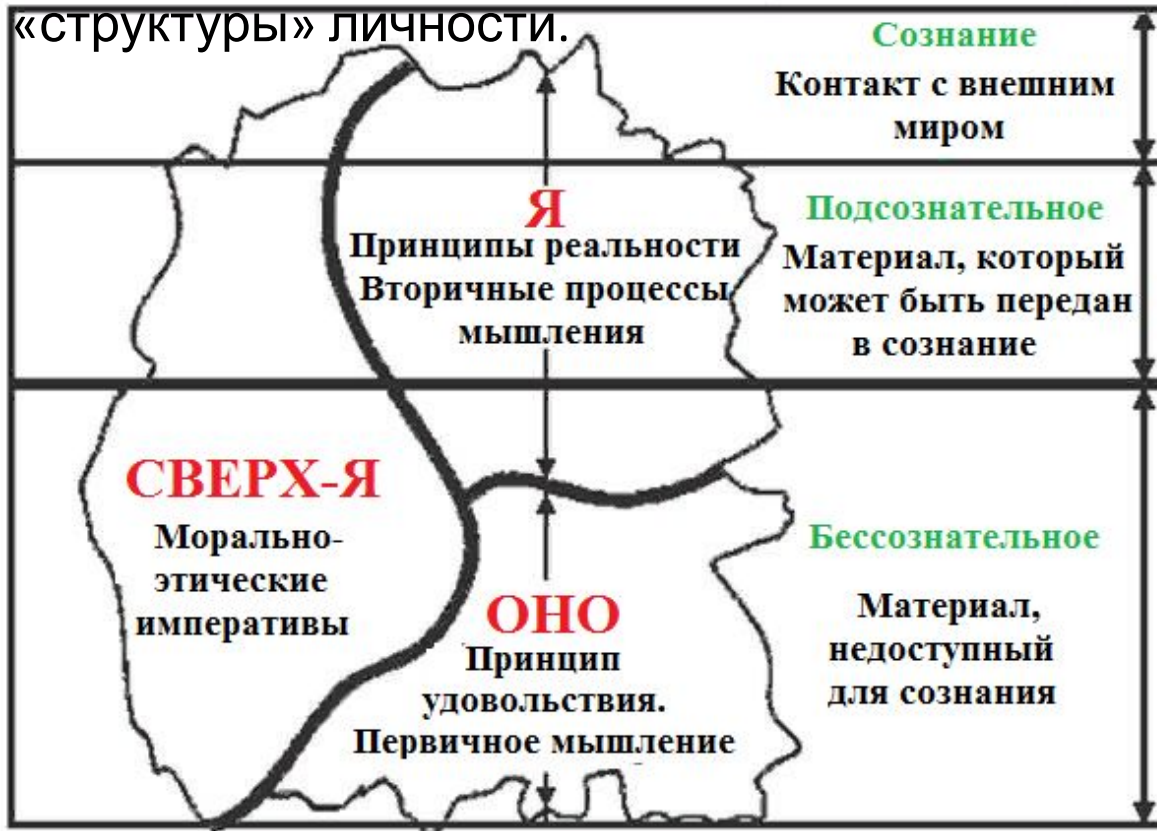 «структуры» личности.
Сознание
Контакт с внешним
миром
Я
Принципы реальности
Вторичные процессы
мышления
Подсознательное
Материал, который
может быть передан
в сознание
СВЕРХ-Я
Морально-
этические
императивы
ОНО
Принцип
удовольствия.
Первичное мышление
Бессознательное
Материал,
недоступный
для сознания